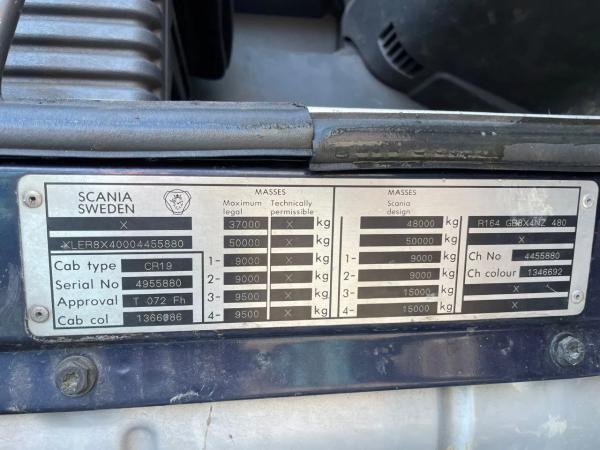 SCANIA
SWEDEN
MASSES
Maximum legal
Technically permissible
MASSES
Scania design
X
37000 X kg
48000 kg
R164 GB8X4NZ 480
XLER8X40004455880
50000 X kg
50000 kg
X
Cab type CR19
1- 9000 X kg
1- 9000 kg
Ch No 4455880
Serial No 4955880
2- 9000 X kg
2- 9000 kg
Ch colour 1346692
Approval T 072 Fh
3- 9500 X kg
3- 15000 kg
X
Cab col 1366086
4- 9500 X kg
4- 15000 kg
X